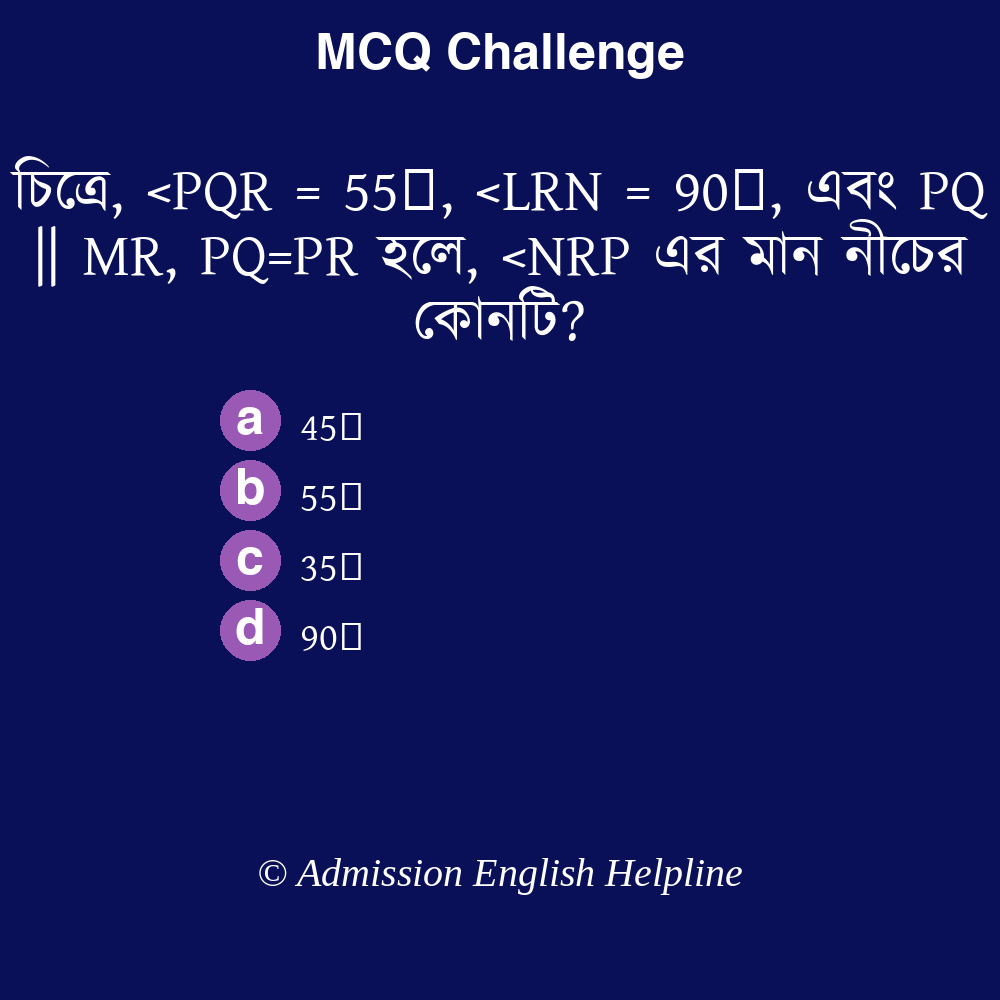 MCQ Challenge
চিত্রে, <PQR = 55▯, <LRN = 90▯, এবং PQ
|| MR, PQ=PR হলে, <NRP এর মান নীচের
কোনটি?
a 45▯
b 55▯
c 35▯
d 90▯
© Admission English Helpline